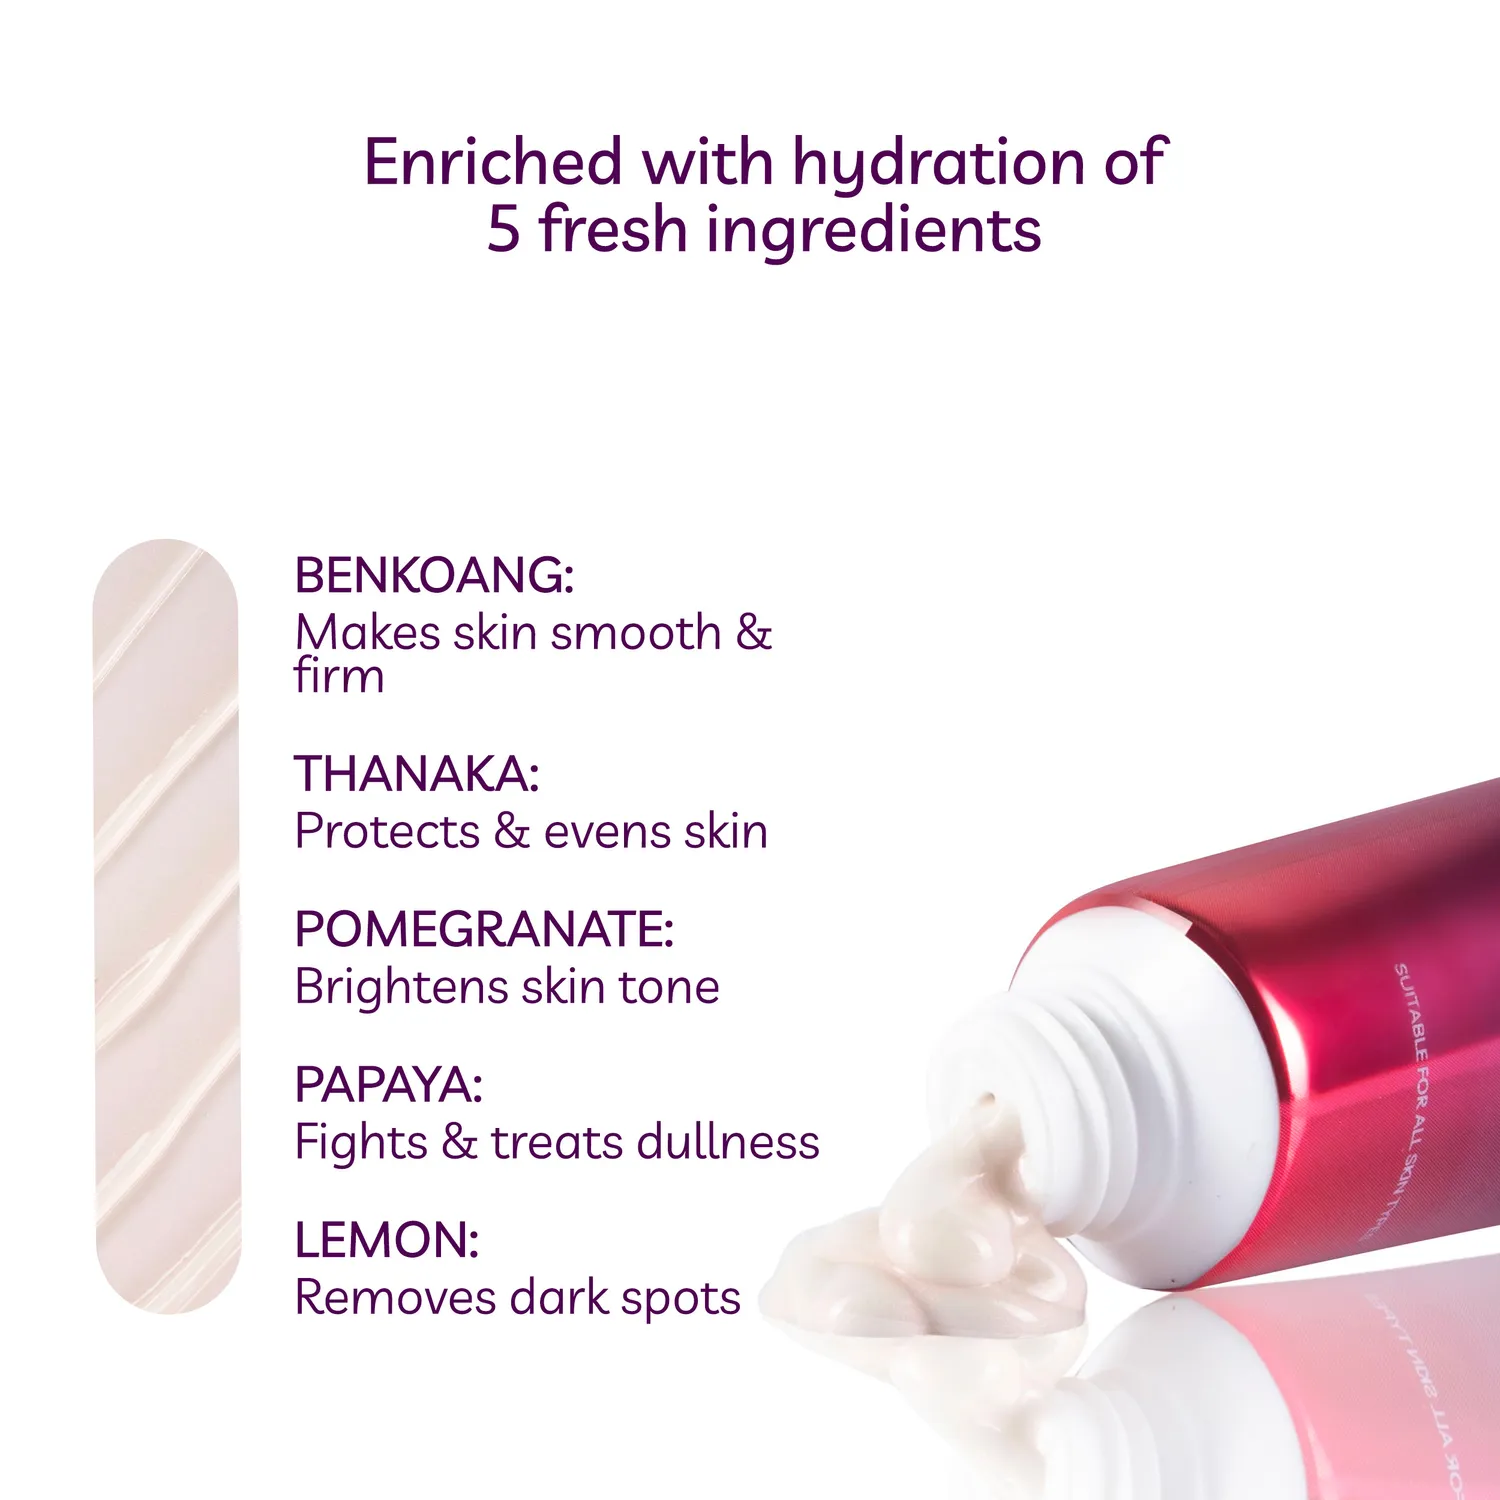 Enriched with hydration of
5 fresh ingredients
BENKOANG:
Makes skin smooth &
firm
THANAKA:
Protects & evens skin
POMEGRANATE:
Brightens skin tone
PAPAYA:
Fights & treats dullness
LEMON:
Removes dark spots
SUITABLE FOR ALL SKIN TYPES